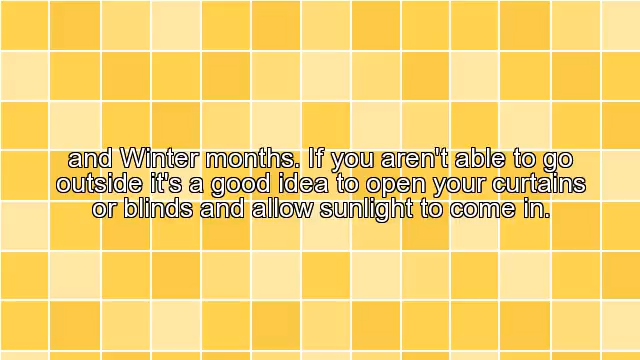 and Winter months. If you aren't able to go
outside it's a good idea to open your curtains
or blinds and allow sunlight to come in.